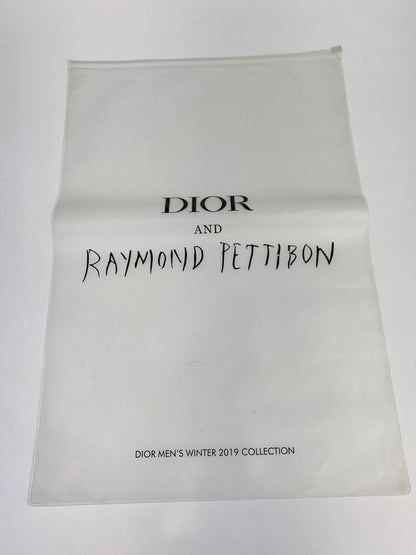 DIOR
AND
RAYMOND PETTIBON
DIOR MEN'S WINTER 2019 COLLECTION